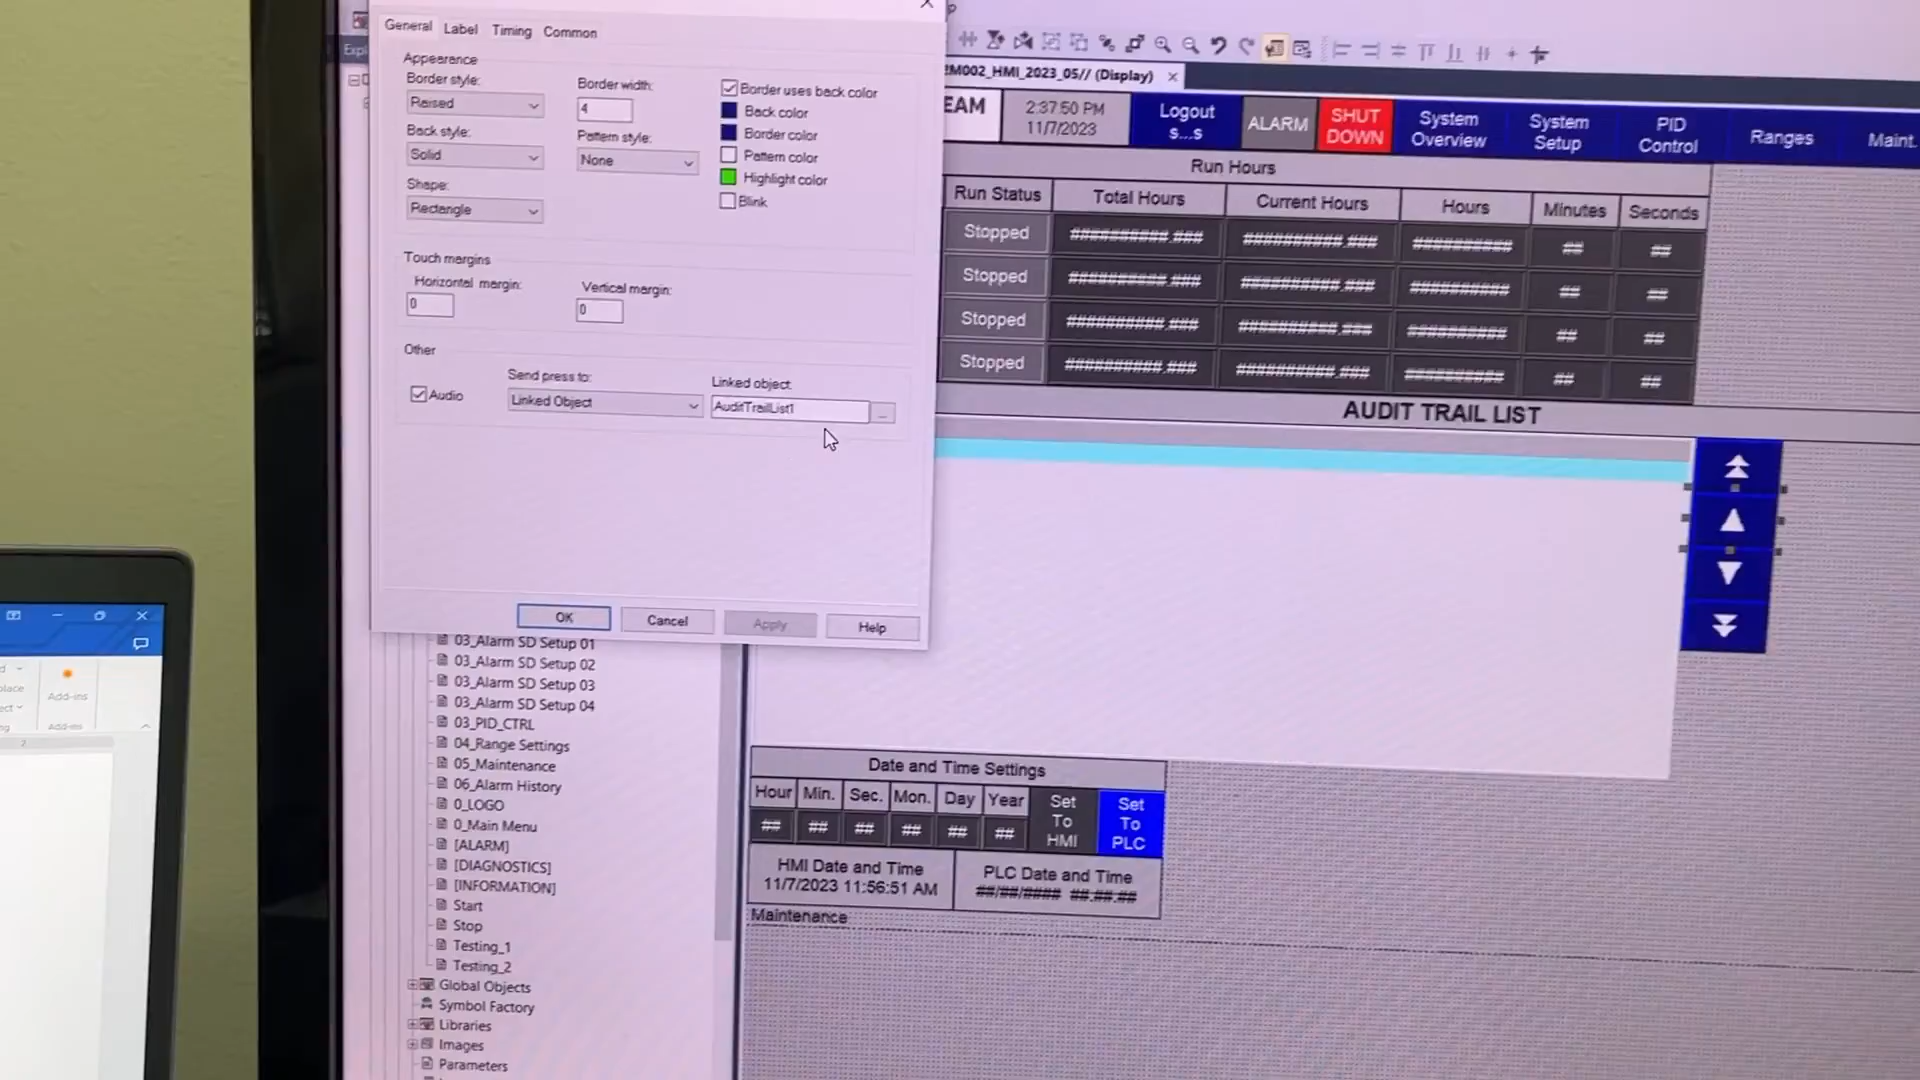 General Label Timing Common
Appearance
Border style:
Raised
Border width:
4
Border uses back color
Back color
Border color
Pattern color
Highlight color
Blink
Back style:
Solid
Pattern style:
None
Shape:
Rectangle
Touch margins
Horizontal margin:
0
Vertical margin:
0
Other
Audio
Send press to:
Linked Object
Linked object:
AuditTrailList1
...
OK Cancel Apply Help
M002_HMI_2023_05// (Display)
EAM
2:37:50 PM
11/7/2023
Logout
s...s
ALARM
SHUT
DOWN
System
Overview
System
Setup
PID
Control
Ranges
Maint.
Run Hours
Run Status Total Hours Current Hours Hours Minutes Seconds
Stopped ##########.### ##########.### ########## ## ##
Stopped ##########.### ##########.### ########## ## ##
Stopped ##########.### ##########.### ########## ## ##
Stopped ##########.### ##########.### ########## ## ##
AUDIT TRAIL LIST
03_Alarm SD Setup 01
03_Alarm SD Setup 02
03_Alarm SD Setup 03
03_Alarm SD Setup 04
03_PID_CTRL
04_Range Settings
05_Maintenance
06_Alarm History
0_LOGO
0_Main Menu
[ALARM]
[DIAGNOSTICS]
[INFORMATION]
Start
Stop
Testing_1
Testing_2
Global Objects
Symbol Factory
Libraries
Images
Parameters
Date and Time Settings
Hour Min. Sec. Mon. Day Year
## ## ## ## ## ##
Set
To
HMI
Set
To
PLC
HMI Date and Time
11/7/2023 11:56:51 AM
PLC Date and Time
##/##/#### ##:##:##
Maintenance
Add-ins
Add-ins
2